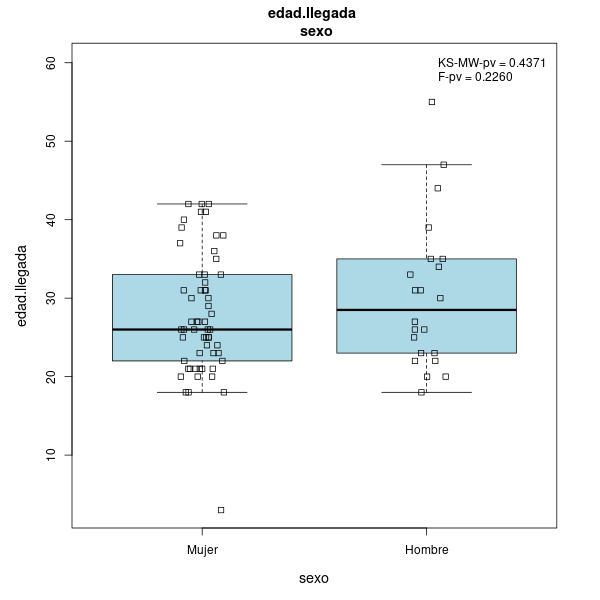 edad.llegada
sexo
KS-MW-pv = 0.4371
F-pv = 0.2260
60
50
40
30
20
10
edad.llegada
Mujer
Hombre
sexo